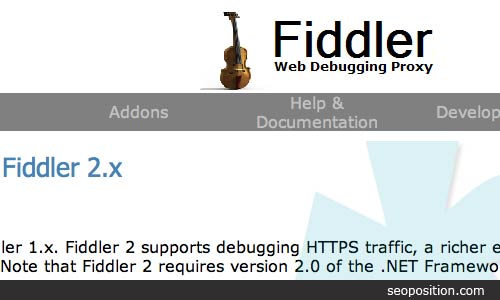 Fiddler
Web Debugging Proxy
Addons
Help &
Documentation
Develop
Fiddler 2.x
ler 1.x. Fiddler 2 supports debugging HTTPS traffic, a richer e
Note that Fiddler 2 requires version 2.0 of the .NET Framewo
seoposition.com